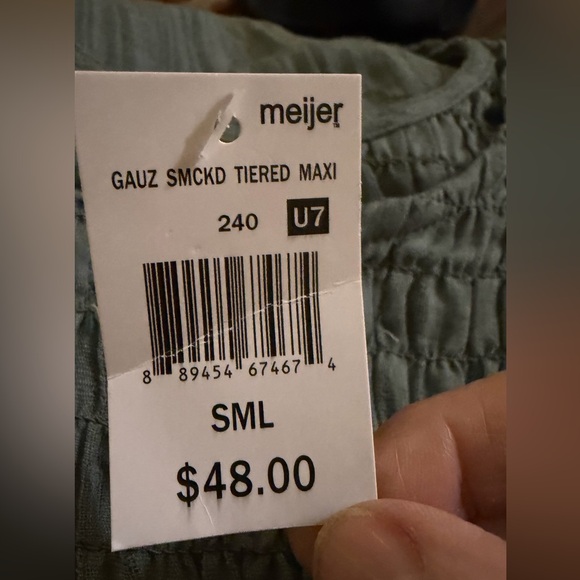 meijer
GAUZ SMCKD TIERED MAXI
240 U7
8 89454 67467 4
SML
$48.00